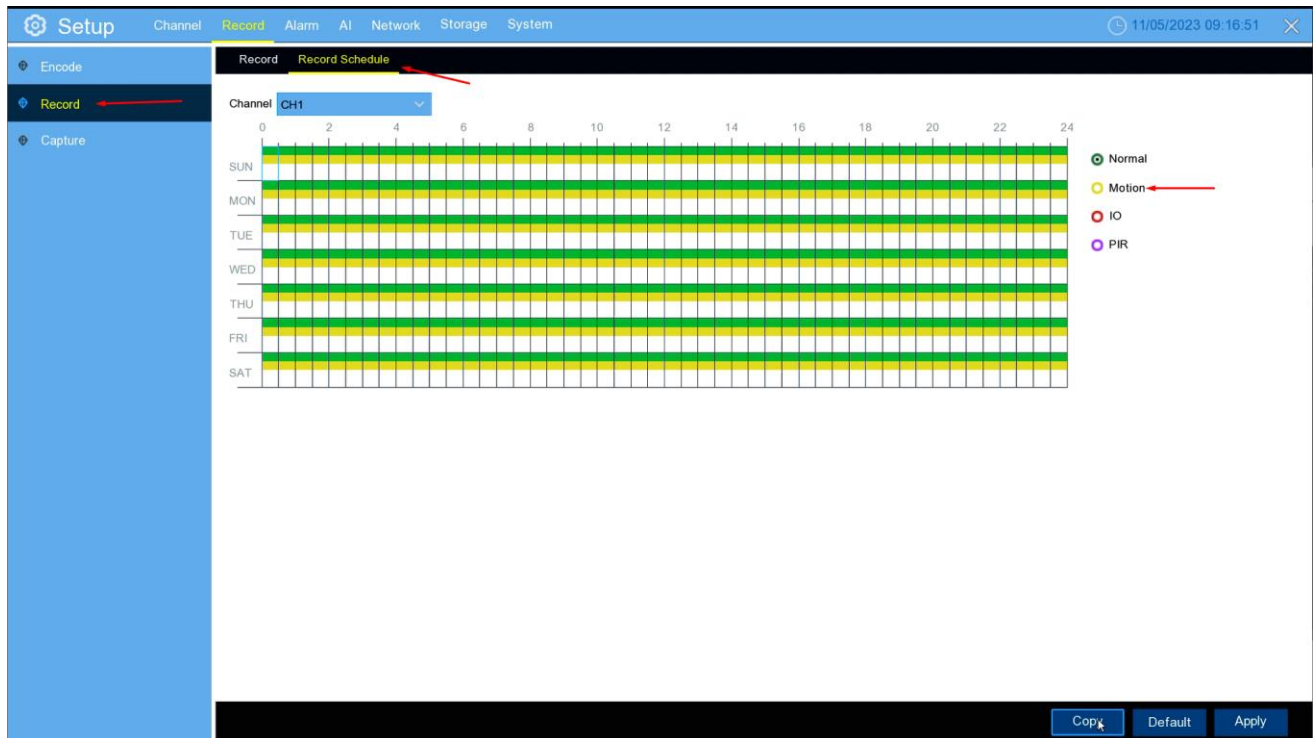 Setup Channel Record Alarm AI Network Storage System 11/05/2023 09:16:51
Encode
Record
Capture
Record Record Schedule
Channel CH1
0 2 4 6 8 10 12 14 16 18 20 22 24
SUN
MON
TUE
WED
THU
FRI
SAT
Normal
Motion
IO
PIR
Copy Default Apply